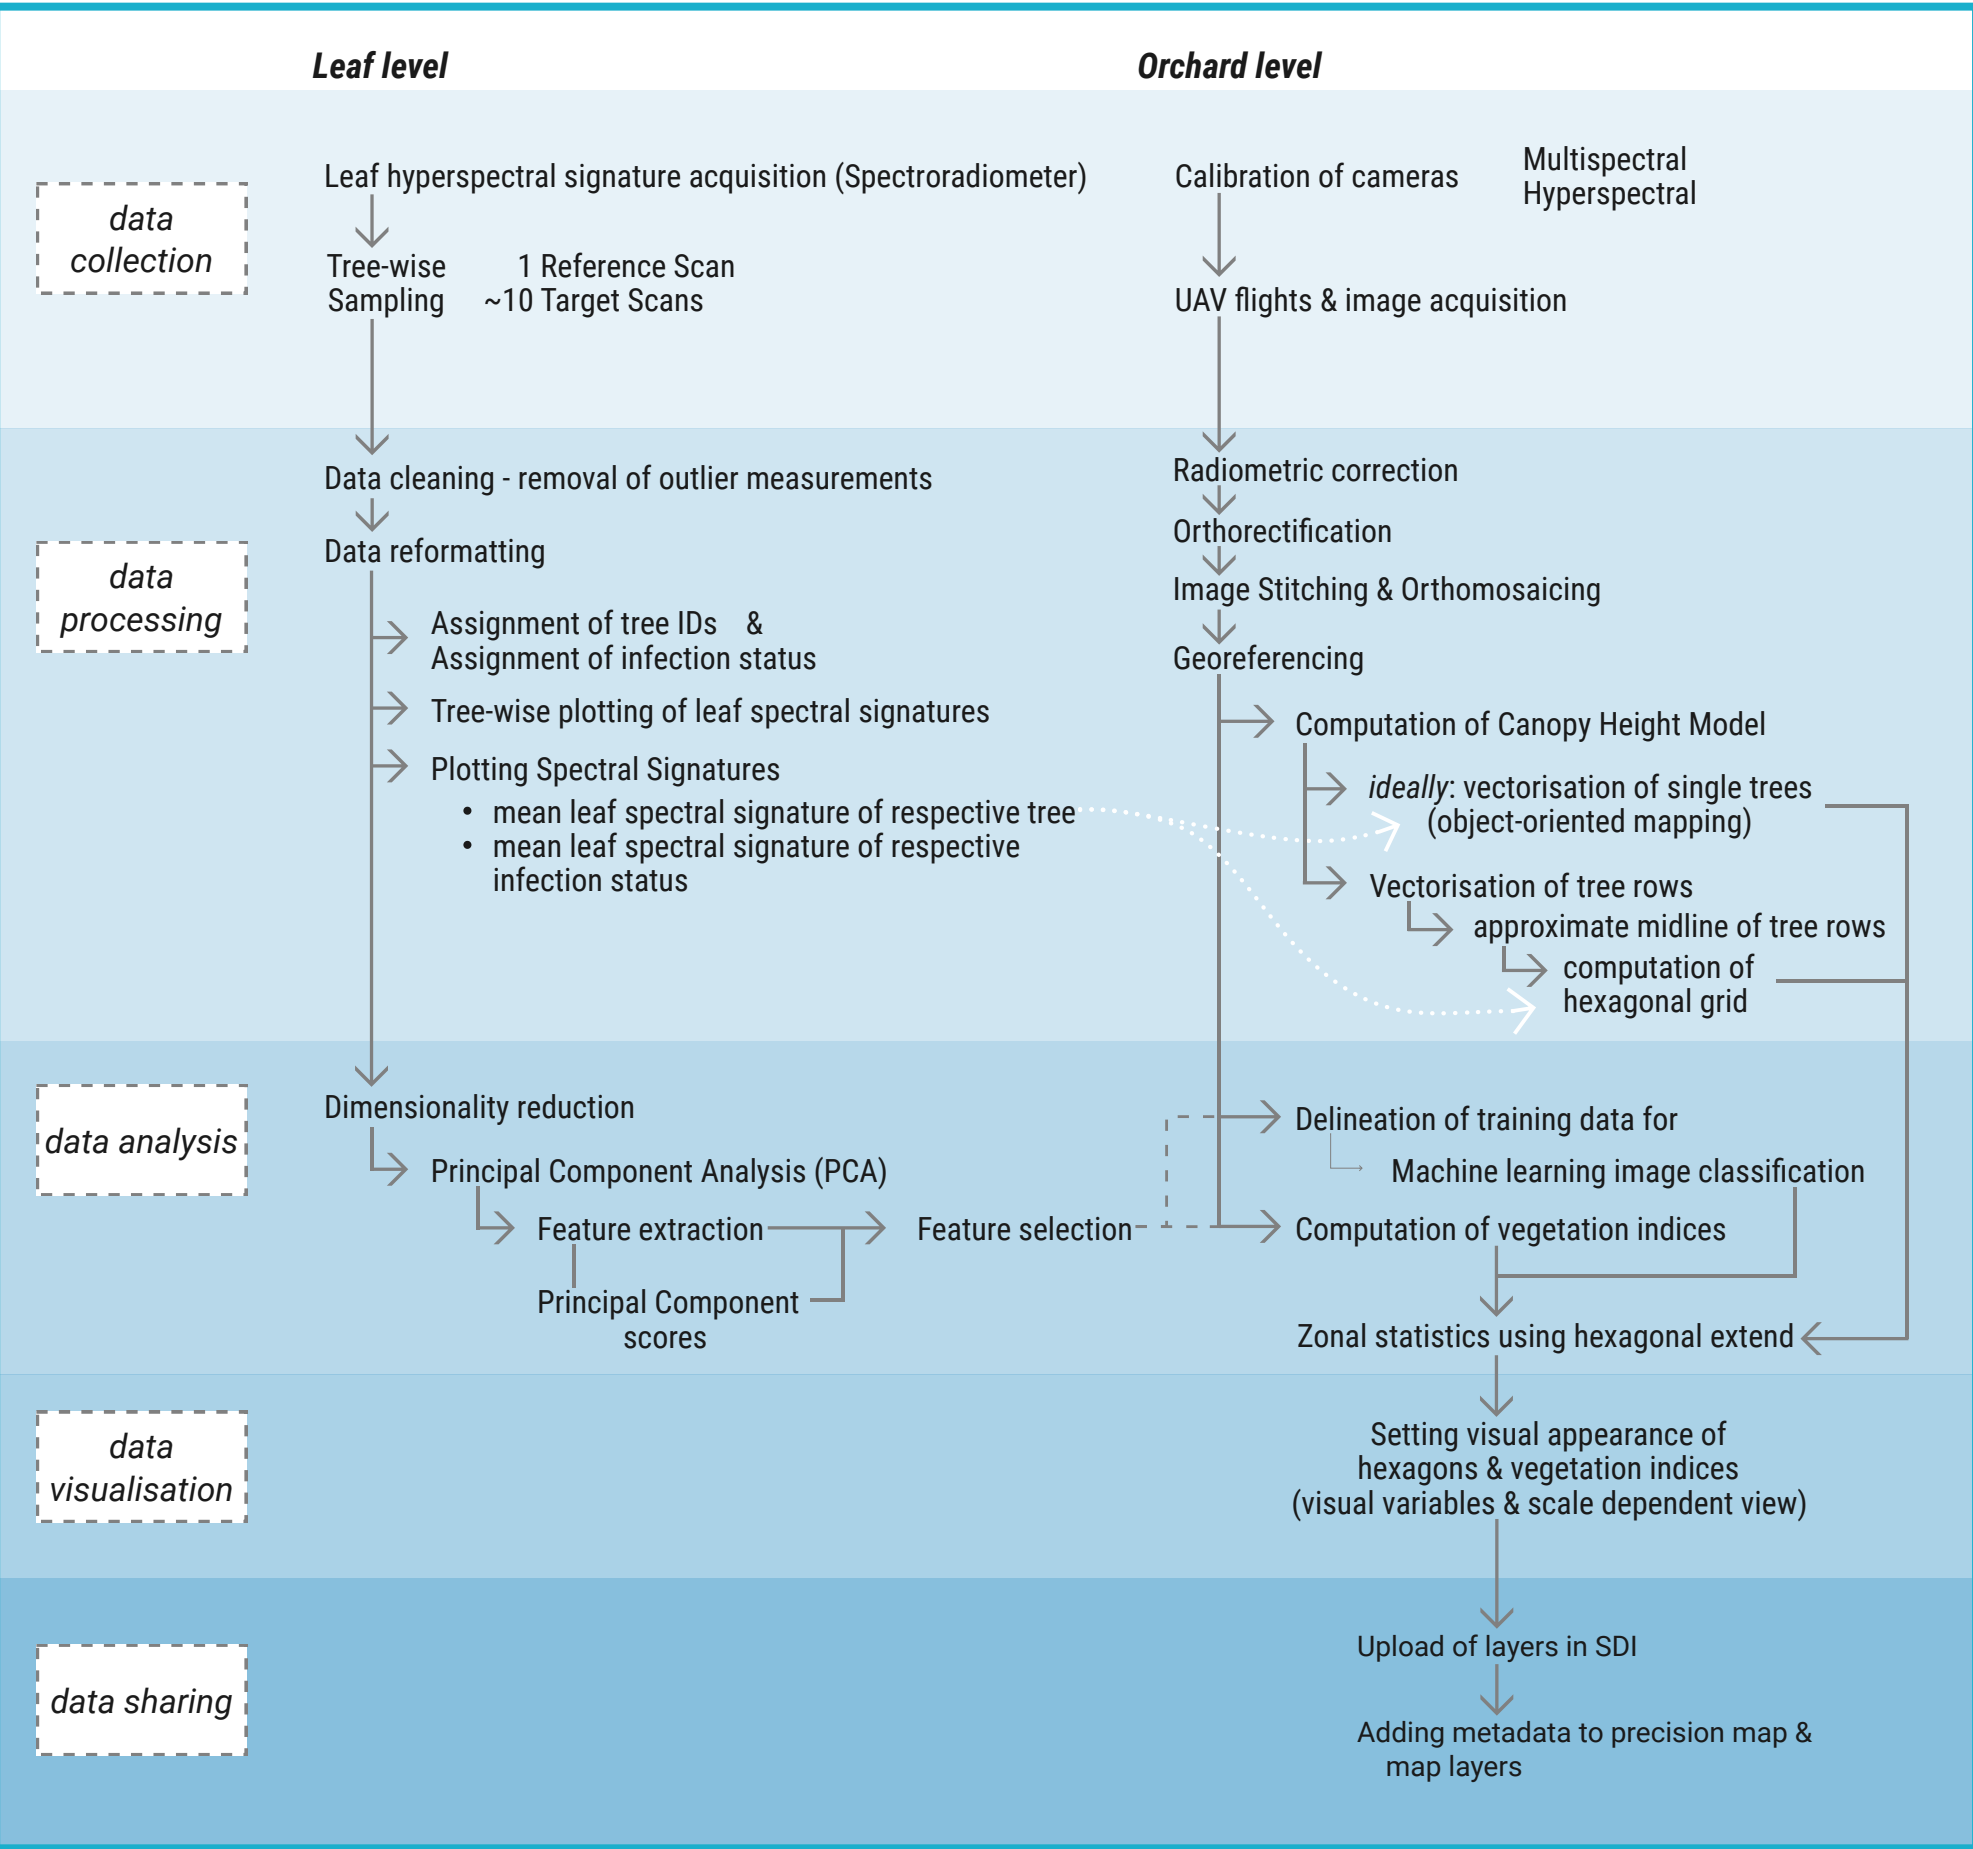 Leaf level
Orchard level
data
collection
Leaf hyperspectral signature acquisition (Spectroradiometer)
Tree-wise
Sampling
1 Reference Scan
~10 Target Scans
Calibration of cameras
Multispectral
Hyperspectral
UAV flights & image acquisition
data
processing
Data cleaning - removal of outlier measurements
Data reformatting
Assignment of tree IDs &
Assignment of infection status
Tree-wise plotting of leaf spectral signatures
Plotting Spectral Signatures
• mean leaf spectral signature of respective tree
• mean leaf spectral signature of respective
infection status
Radiometric correction
Orthorectification
Image Stitching & Orthomosaicing
Georeferencing
Computation of Canopy Height Model
ideally: vectorisation of single trees
(object-oriented mapping)
Vectorisation of tree rows
approximate midline of tree rows
computation of
hexagonal grid
data analysis
Dimensionality reduction
Principal Component Analysis (PCA)
Feature extraction
Feature selection
Principal Component
scores
Delineation of training data for
Machine learning image classification
Computation of vegetation indices
Zonal statistics using hexagonal extend
data
visualisation
Setting visual appearance of
hexagons & vegetation indices
(visual variables & scale dependent view)
data sharing
Upload of layers in SDI
Adding metadata to precision map &
map layers